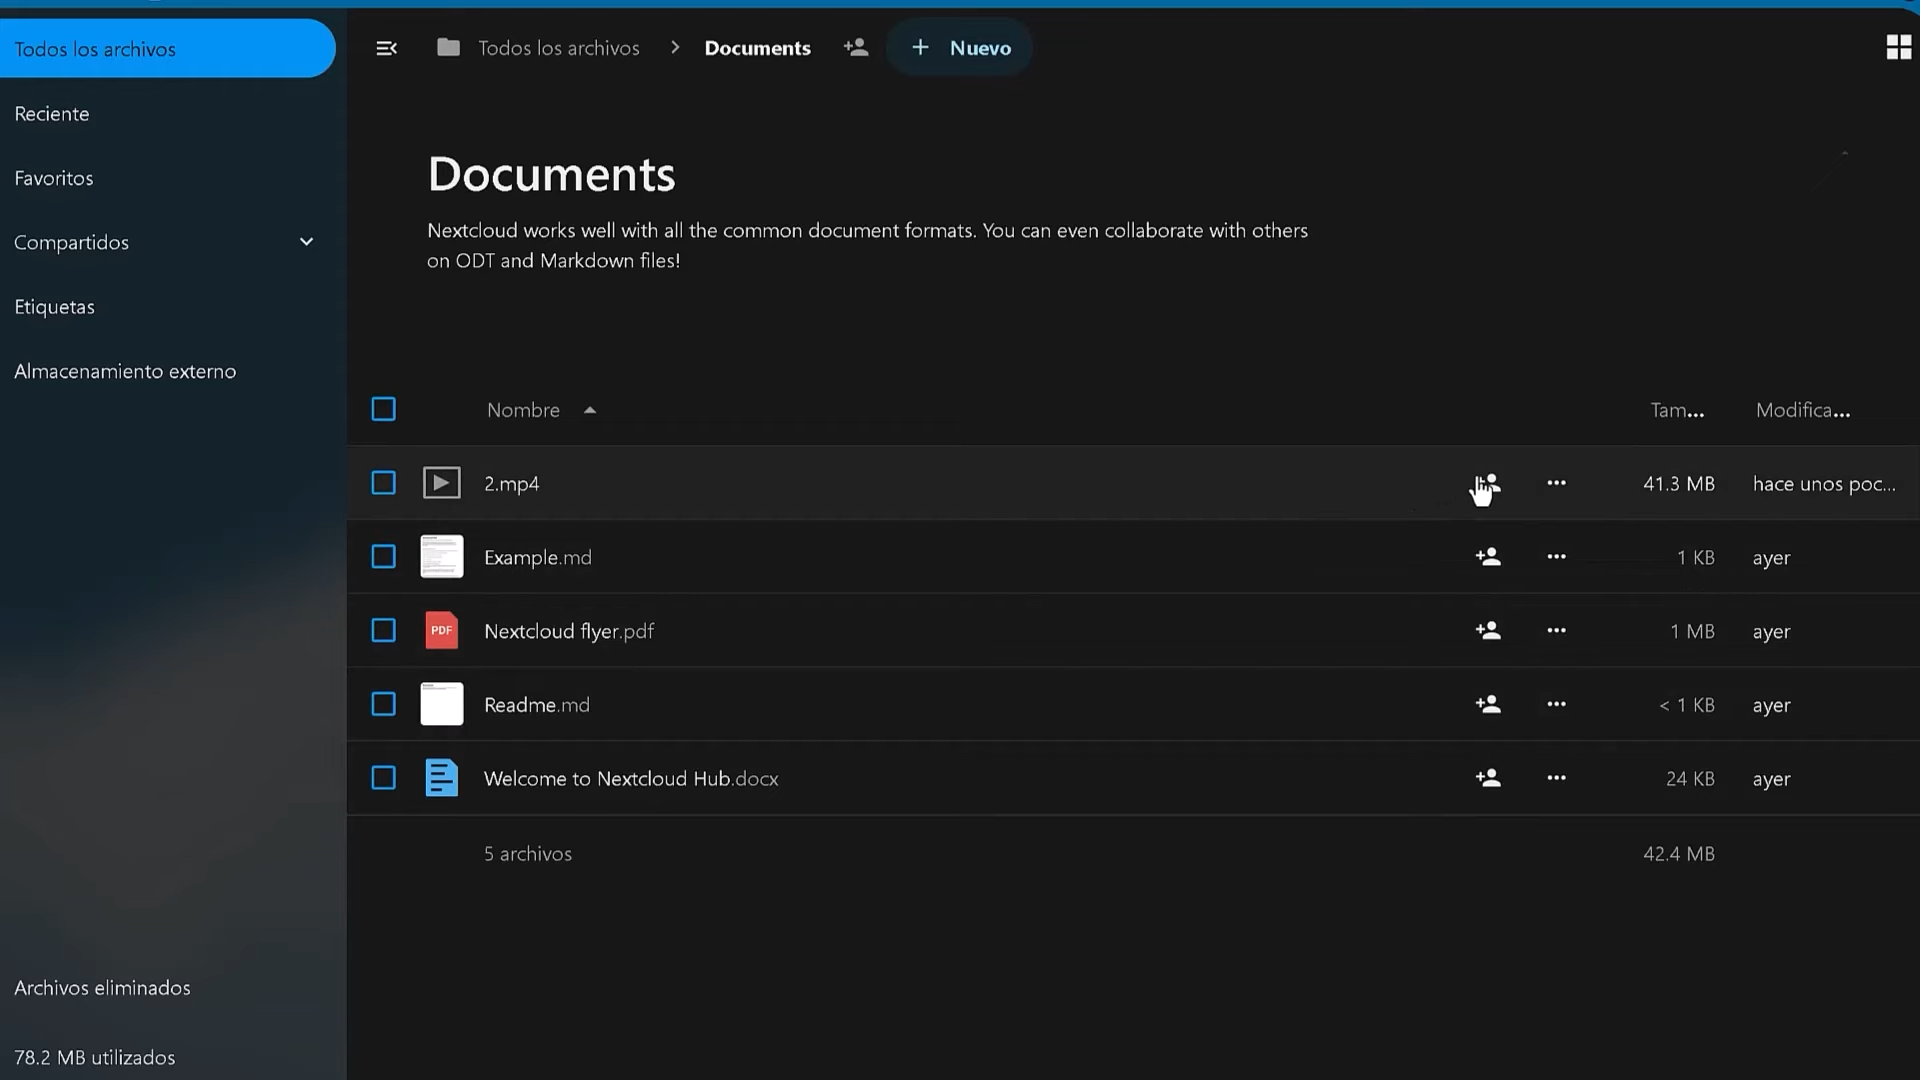 Todos los archivos
Reciente
Favoritos
Compartidos
Etiquetas
Almacenamiento externo
Archivos eliminados
78.2 MB utilizados
Todos los archivos > Documents + Nuevo
Documents
Nextcloud works well with all the common document formats. You can even collaborate with others
on ODT and Markdown files!
Nombre Tam... Modifica...
2.mp4 41.3 MB hace unos poc...
Example.md 1 KB ayer
PDF Nextcloud flyer.pdf 1 MB ayer
Readme.md < 1 KB ayer
Welcome to Nextcloud Hub.docx 24 KB ayer
5 archivos 42.4 MB